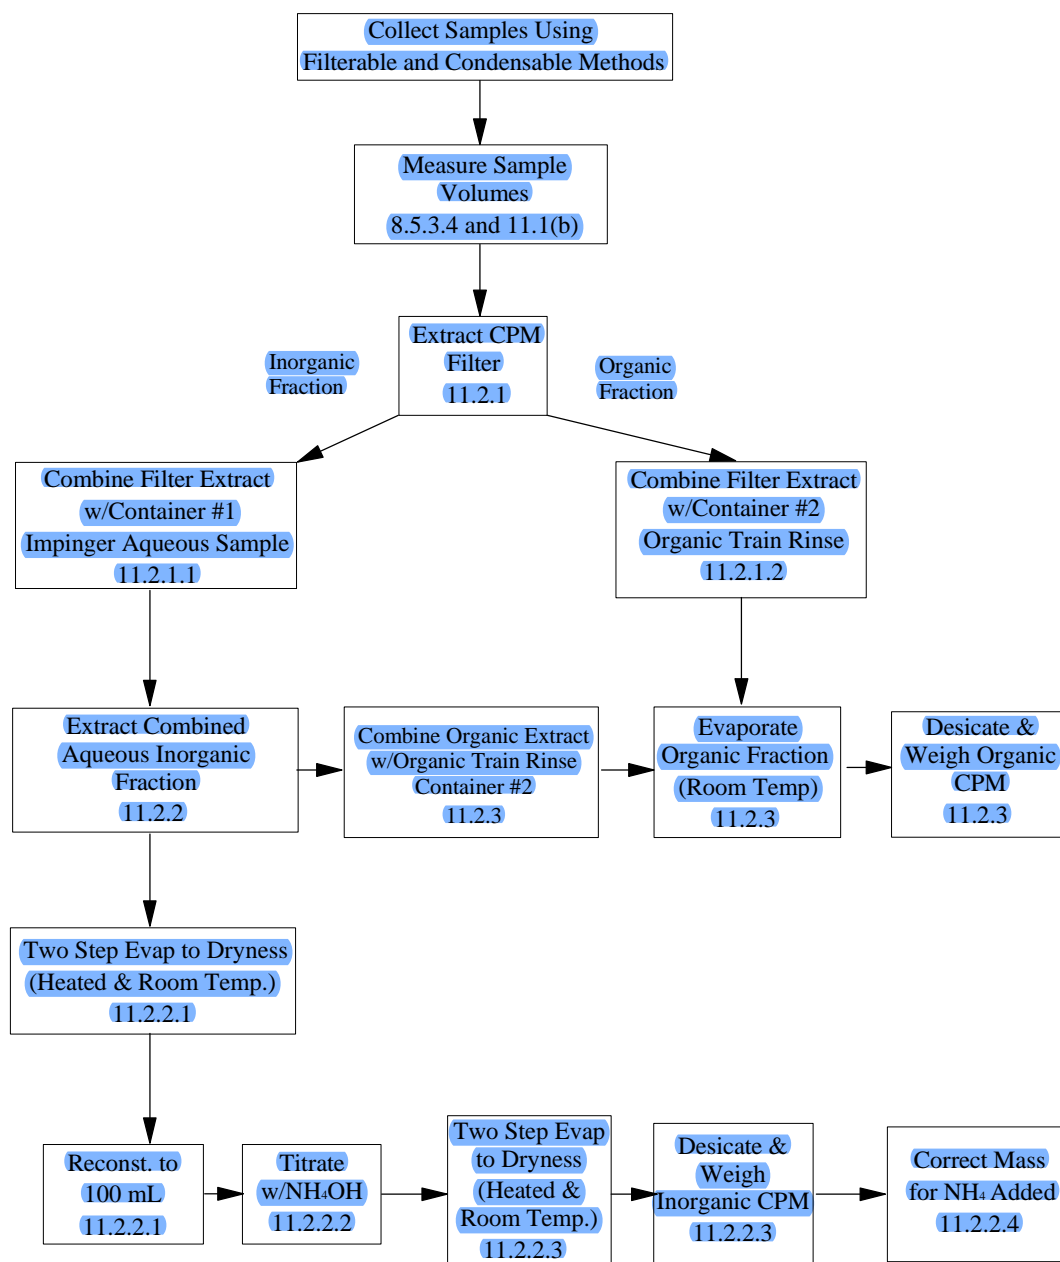 Collect Samples Using
Filterable and Condensable Methods
Measure Sample
Volumes
8.5.3.4 and 11.1(b)
Extract CPM
Filter
11.2.1
Inorganic
Fraction
Organic
Fraction
Combine Filter Extract
w/Container #1
Impinger Aqueous Sample
11.2.1.1
Combine Filter Extract
w/Container #2
Organic Train Rinse
11.2.1.2
Extract Combined
Aqueous Inorganic
Fraction
11.2.2
Combine Organic Extract
w/Organic Train Rinse
Container #2
11.2.3
Evaporate
Organic Fraction
(Room Temp)
11.2.3
Desicate &
Weigh Organic
CPM
11.2.3
Two Step Evap to Dryness
(Heated & Room Temp.)
11.2.2.1
Reconst. to
100 mL
11.2.2.1
Titrate
w/NH₄OH
11.2.2.2
Two Step Evap
to Dryness
(Heated &
Room Temp.)
11.2.2.3
Desicate &
Weigh
Inorganic CPM
11.2.2.3
Correct Mass
for NH₄ Added
11.2.2.4